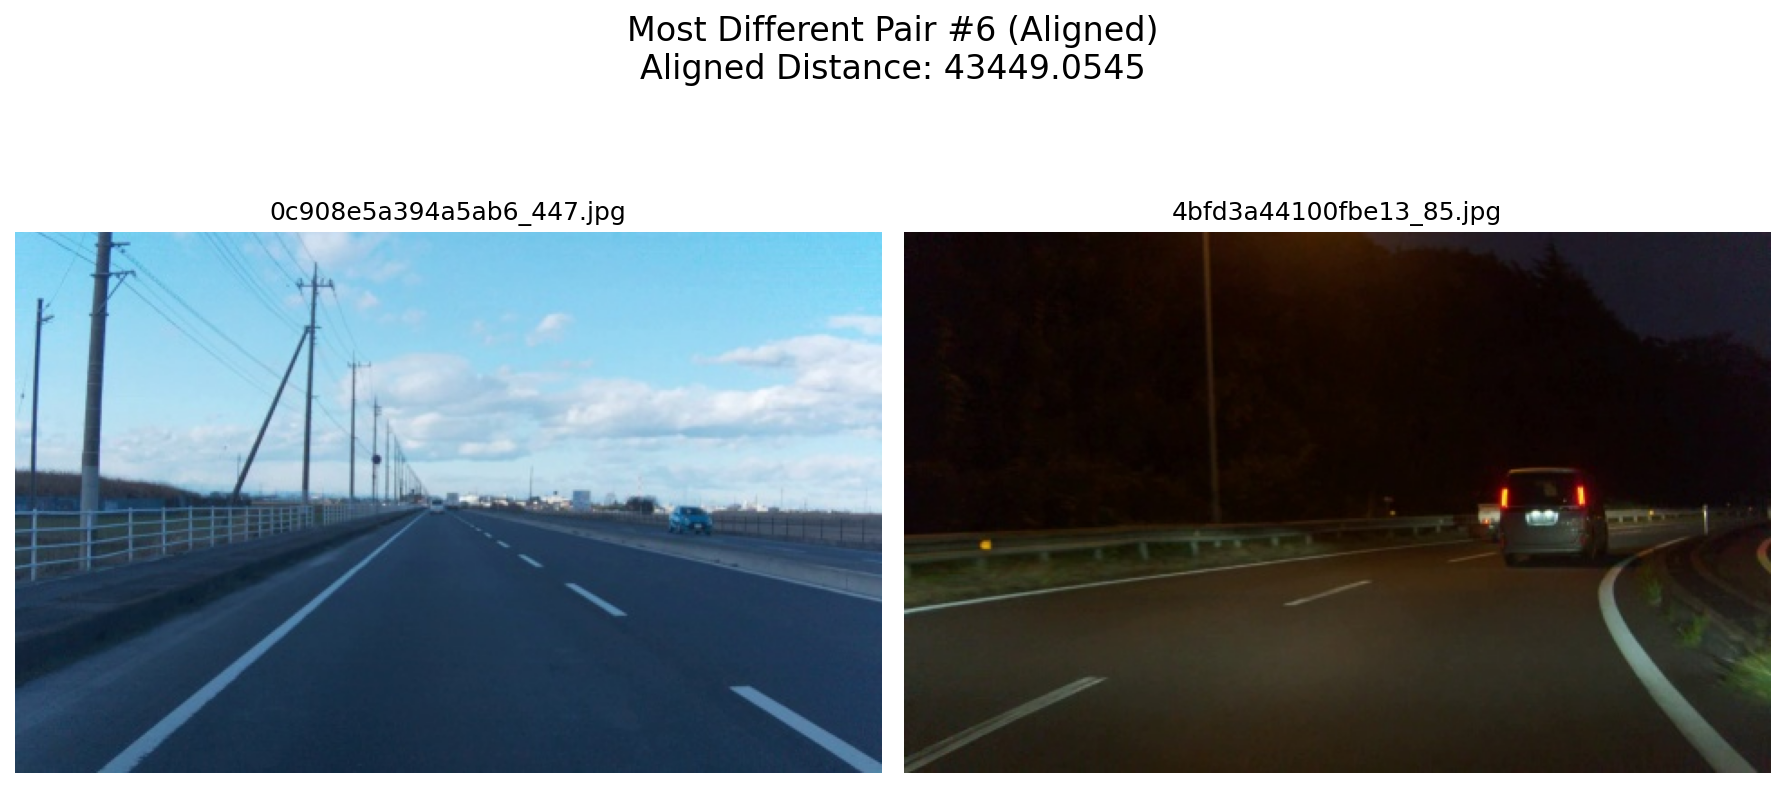 Most Different Pair #6 (Aligned)
Aligned Distance: 43449.0545
0c908e5a394a5ab6_447.jpg
4bfd3a44100fbe13_85.jpg